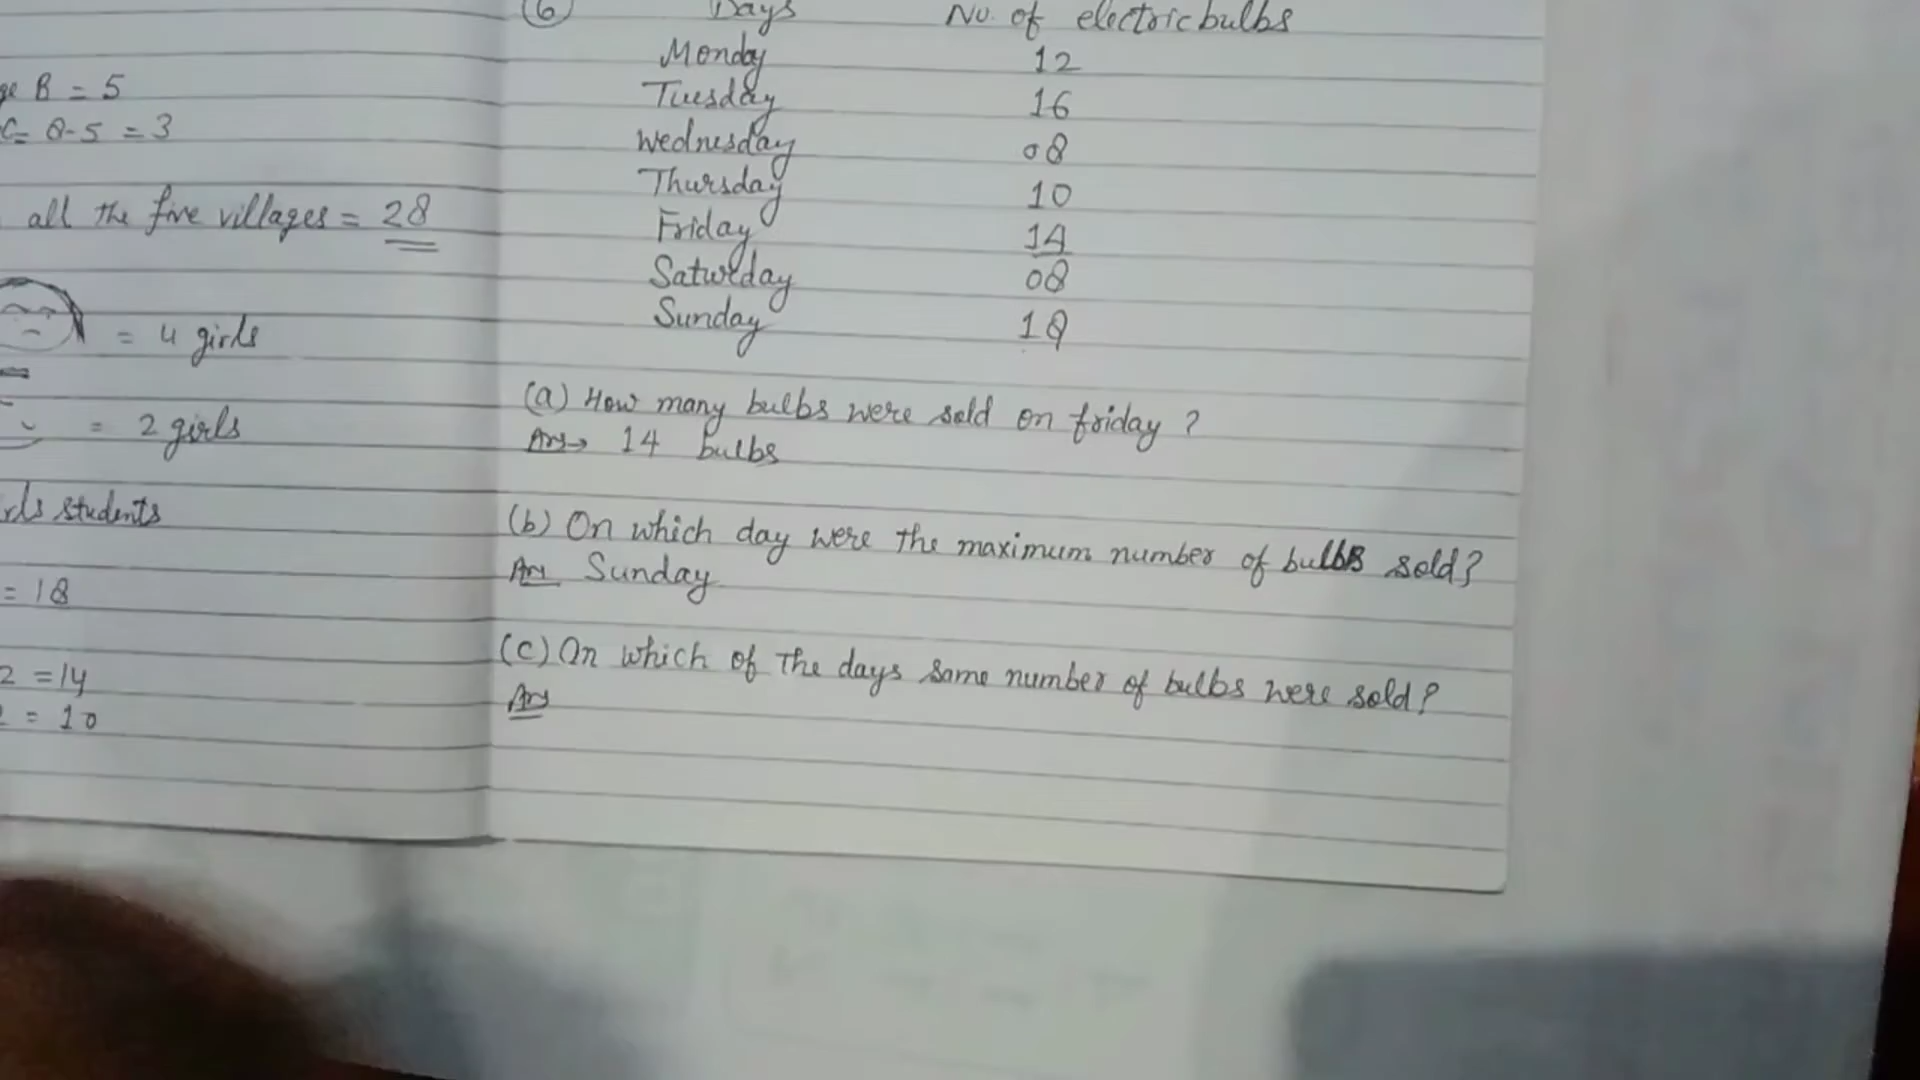 B = 5
C = 8-5 = 3
all the five villages = 28
= 4 girls
= 2 girls
students
= 18
2 = 14
= 10
(6) Days No. of electric bulbs
Monday 12
Tuesday 16
Wednesday 08
Thursday 10
Friday 14
Saturday 08
Sunday 18
(a) How many bulbs were sold on friday ?
Ans→ 14 bulbs
(b) On which day were the maximum number of bulbs sold?
Ans Sunday
(c) On which of the days same number of bulbs were sold?
Ans